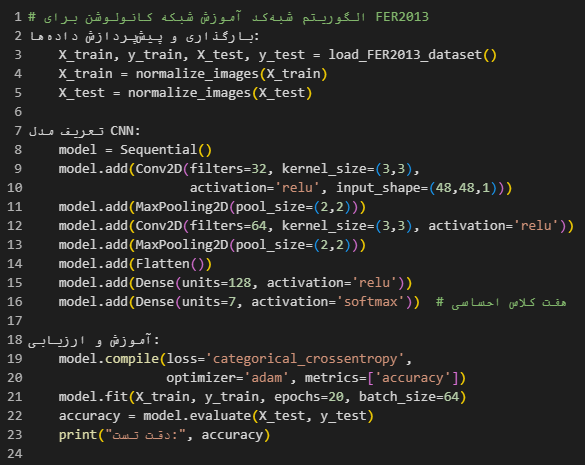 1 # الگوریتم شبه‌کد آموزش شبکه کانولوشن برای FER2013
2 بارگذاری و پیش‌پردازش داده‌ها:
3 X_train, y_train, X_test, y_test = load_FER2013_dataset()
4 X_train = normalize_images(X_train)
5 X_test = normalize_images(X_test)
6
7 تعریف مدل CNN:
8 model = Sequential()
9 model.add(Conv2D(filters=32, kernel_size=(3,3),
10 activation='relu', input_shape=(48,48,1)))
11 model.add(MaxPooling2D(pool_size=(2,2)))
12 model.add(Conv2D(filters=64, kernel_size=(3,3), activation='relu'))
13 model.add(MaxPooling2D(pool_size=(2,2)))
14 model.add(Flatten())
15 model.add(Dense(units=128, activation='relu'))
16 model.add(Dense(units=7, activation='softmax')) # هفت کلاس احساسی
17
18 آموزش و ارزیابی:
19 model.compile(loss='categorical_crossentropy',
20 optimizer='adam', metrics=['accuracy'])
21 model.fit(X_train, y_train, epochs=20, batch_size=64)
22 accuracy = model.evaluate(X_test, y_test)
23 print("دقت تست:", accuracy)
24